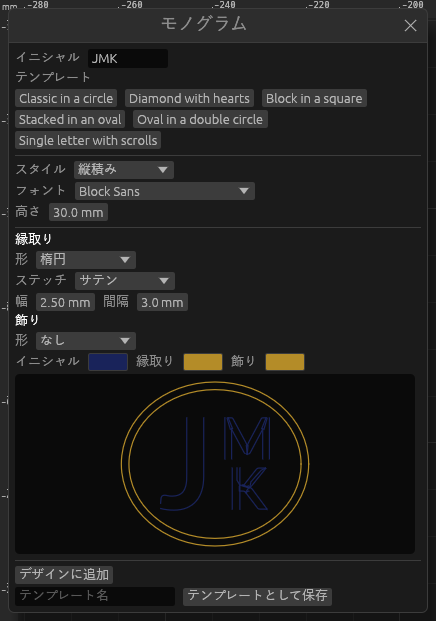 mm -280 -260 -240 -220 -200
モノグラム
イニシャル JMK
テンプレート
Classic in a circle Diamond with hearts Block in a square
Stacked in an oval Oval in a double circle
Single letter with scrolls
スタイル 縦積み
フォント Block Sans
高さ 30.0 mm
縁取り
形 楕円
ステッチ サテン
幅 2.50 mm 間隔 3.0 mm
飾り
形 なし
イニシャル 縁取り 飾り
J M
K
デザインに追加
テンプレート名 テンプレートとして保存